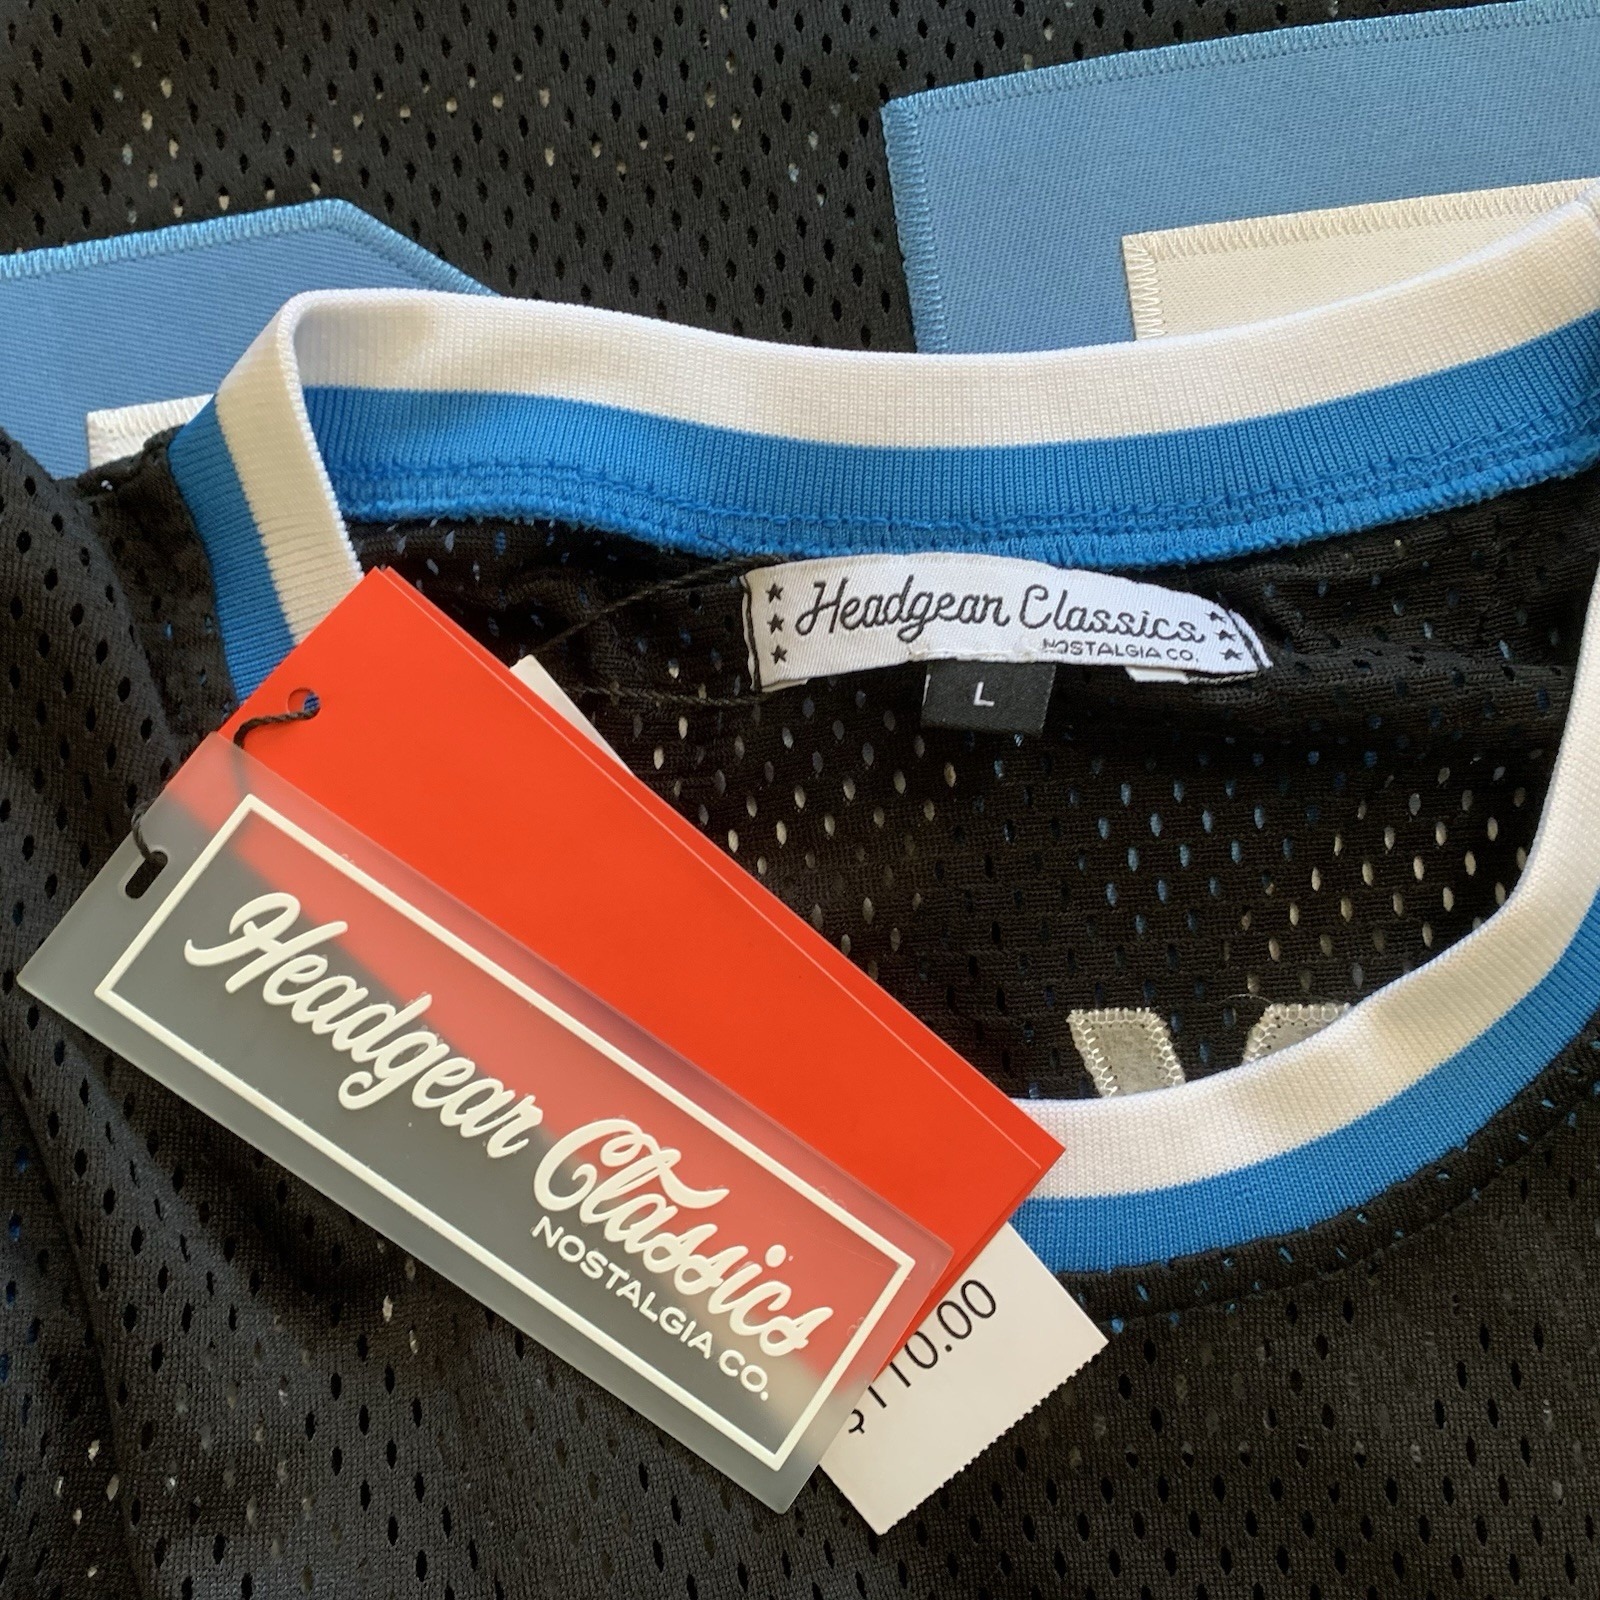 Headgear Classics
NOSTALGIA CO.
L
Headgear Classics
NOSTALGIA CO.
$110.00